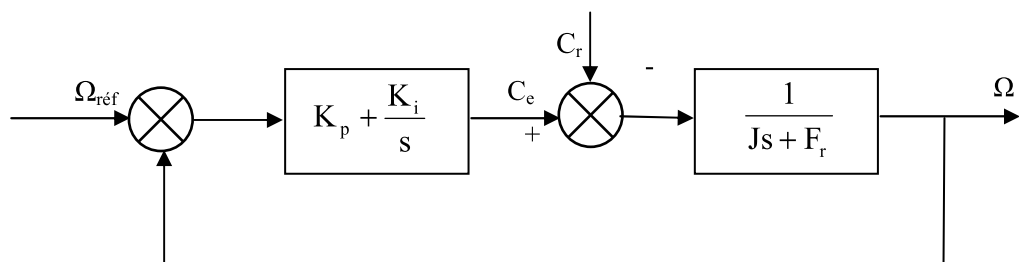 Ω_réf
K_p + K_i / s
C_e
+
C_r
-
1 / (Js + F_r)
Ω